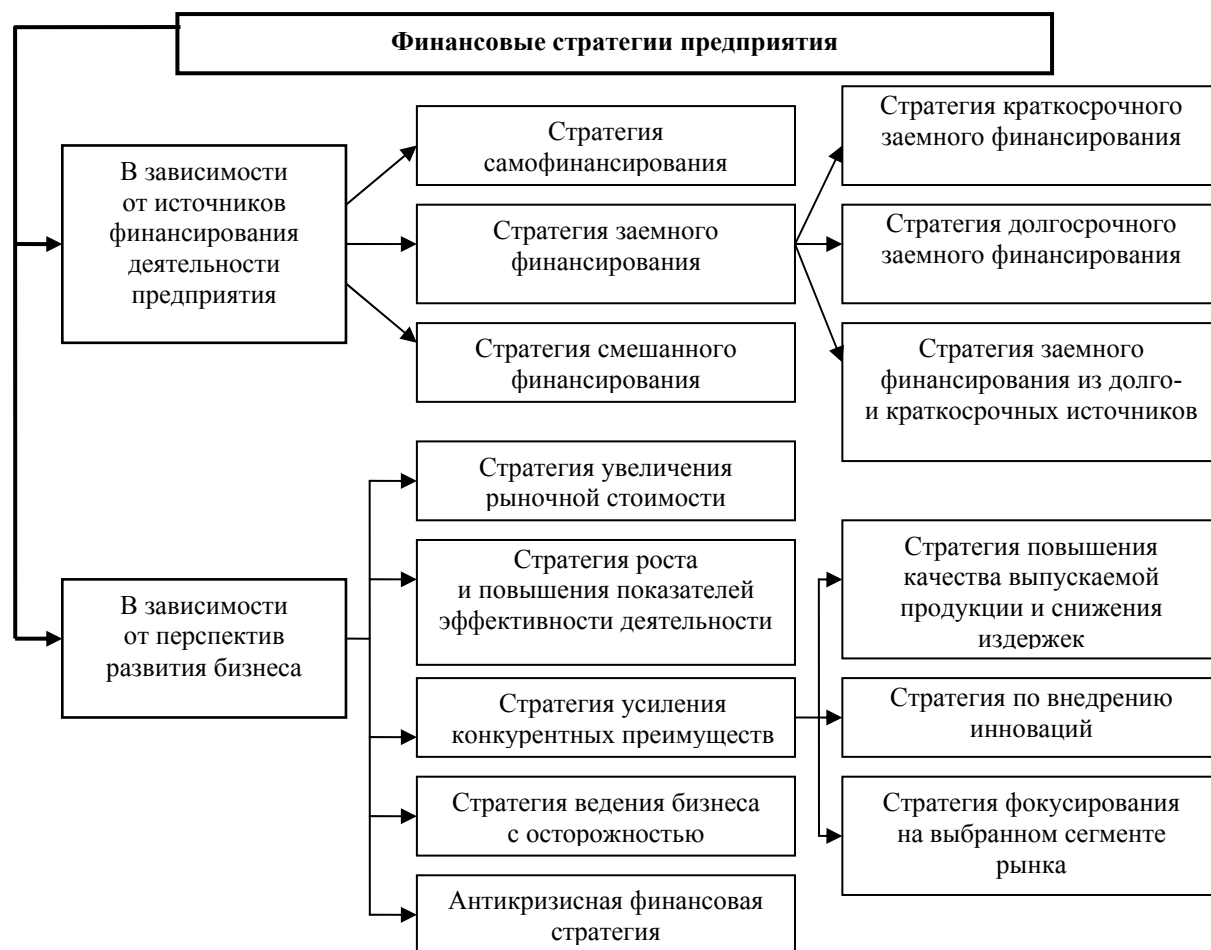 Финансовые стратегии предприятия
В зависимости
от источников
финансирования
деятельности
предприятия
Стратегия
самофинансирования
Стратегия заемного
финансирования
Стратегия смешанного
финансирования
Стратегия краткосрочного
заемного финансирования
Стратегия долгосрочного
заемного финансирования
Стратегия заемного
финансирования из долго-
и краткосрочных источников
В зависимости
от перспектив
развития бизнеса
Стратегия увеличения
рыночной стоимости
Стратегия роста
и повышения показателей
эффективности деятельности
Стратегия усиления
конкурентных преимуществ
Стратегия ведения бизнеса
с осторожностью
Антикризисная финансовая
стратегия
Стратегия повышения
качества выпускаемой
продукции и снижения
издержек
Стратегия по внедрению
инноваций
Стратегия фокусирования
на выбранном сегменте
рынка